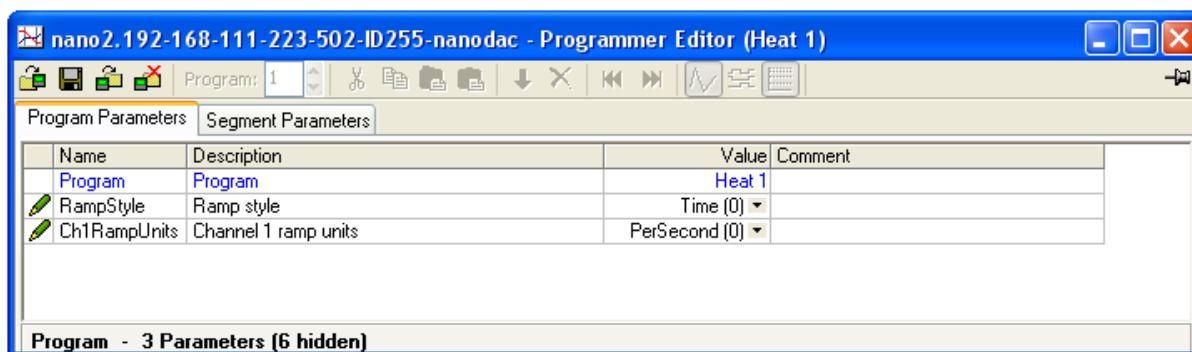 nano2.192-168-111-223-502-ID255-nanodac - Programmer Editor (Heat 1)
Program: 1
Program Parameters Segment Parameters
Name Description Value Comment
Program Program Heat 1
RampStyle Ramp style Time (0)
Ch1RampUnits Channel 1 ramp units PerSecond (0)
Program - 3 Parameters (6 hidden)